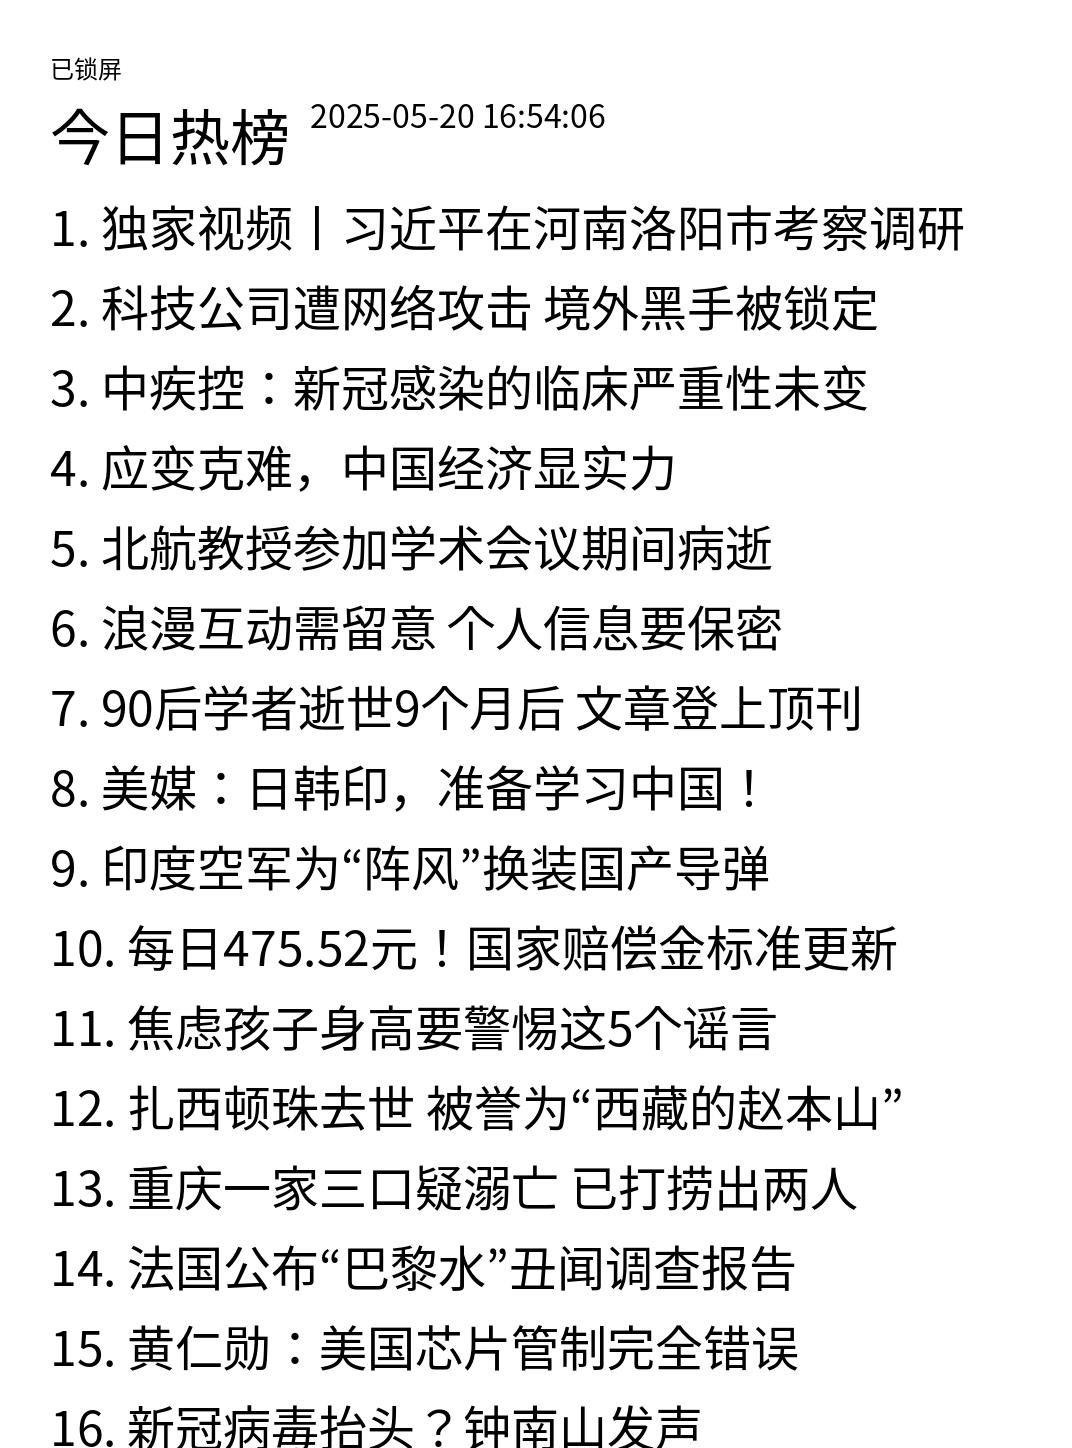 已锁屏
今日热榜 2025-05-20 16:54:06
1. 独家视频丨习近平在河南洛阳市考察调研
2. 科技公司遭网络攻击 境外黑手被锁定
3. 中疾控：新冠感染的临床严重性未变
4. 应变克难，中国经济显实力
5. 北航教授参加学术会议期间病逝
6. 浪漫互动需留意 个人信息要保密
7. 90后学者逝世9个月后 文章登上顶刊
8. 美媒：日韩印，准备学习中国！
9. 印度空军为“阵风”换装国产导弹
10. 每日475.52元！国家赔偿金标准更新
11. 焦虑孩子身高要警惕这5个谣言
12. 扎西顿珠去世 被誉为“西藏的赵本山”
13. 重庆一家三口疑溺亡 已打捞出两人
14. 法国公布“巴黎水”丑闻调查报告
15. 黄仁勋：美国芯片管制完全错误
16. 新冠病毒抬头？钟南山发声